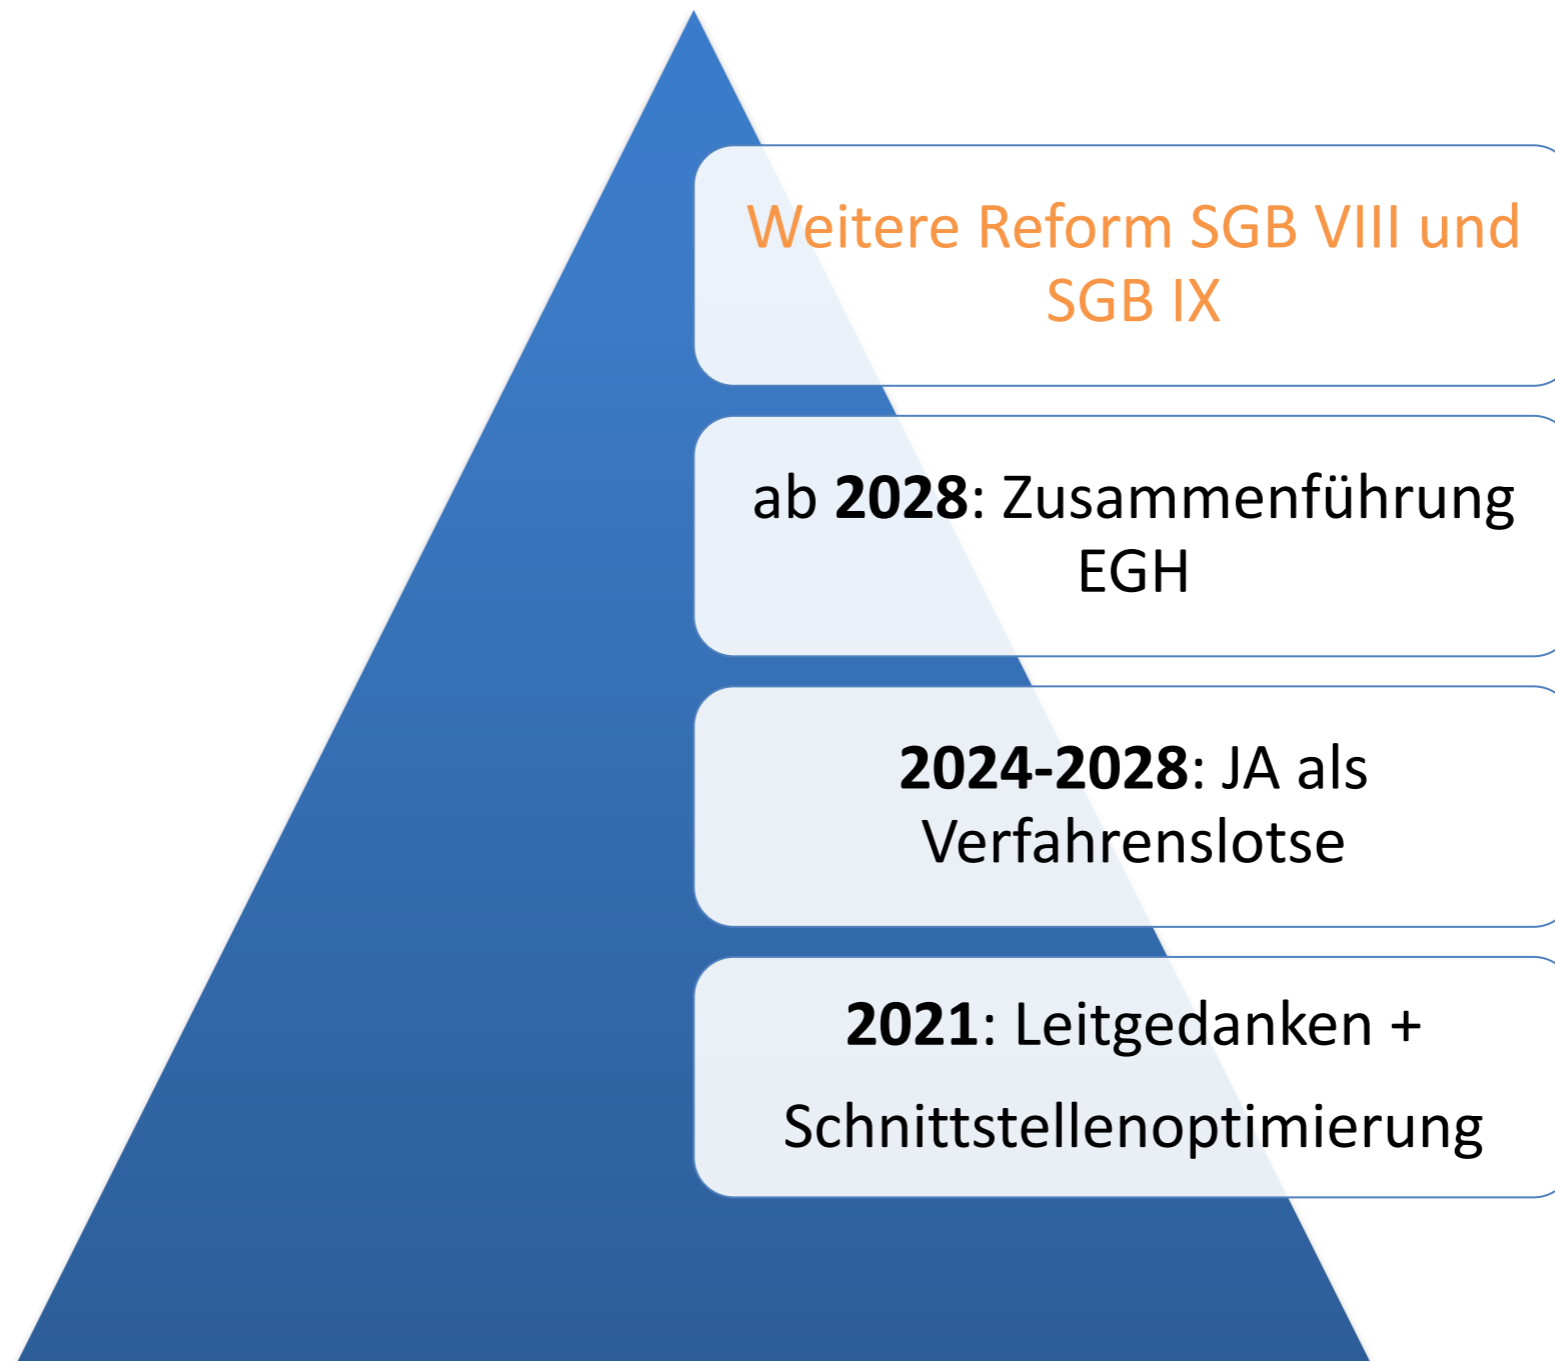 Weitere Reform SGB VIII und
SGB IX
ab 2028: Zusammenführung
EGH
2024-2028: JA als
Verfahrenslotse
2021: Leitgedanken +
Schnittstellenoptimierung